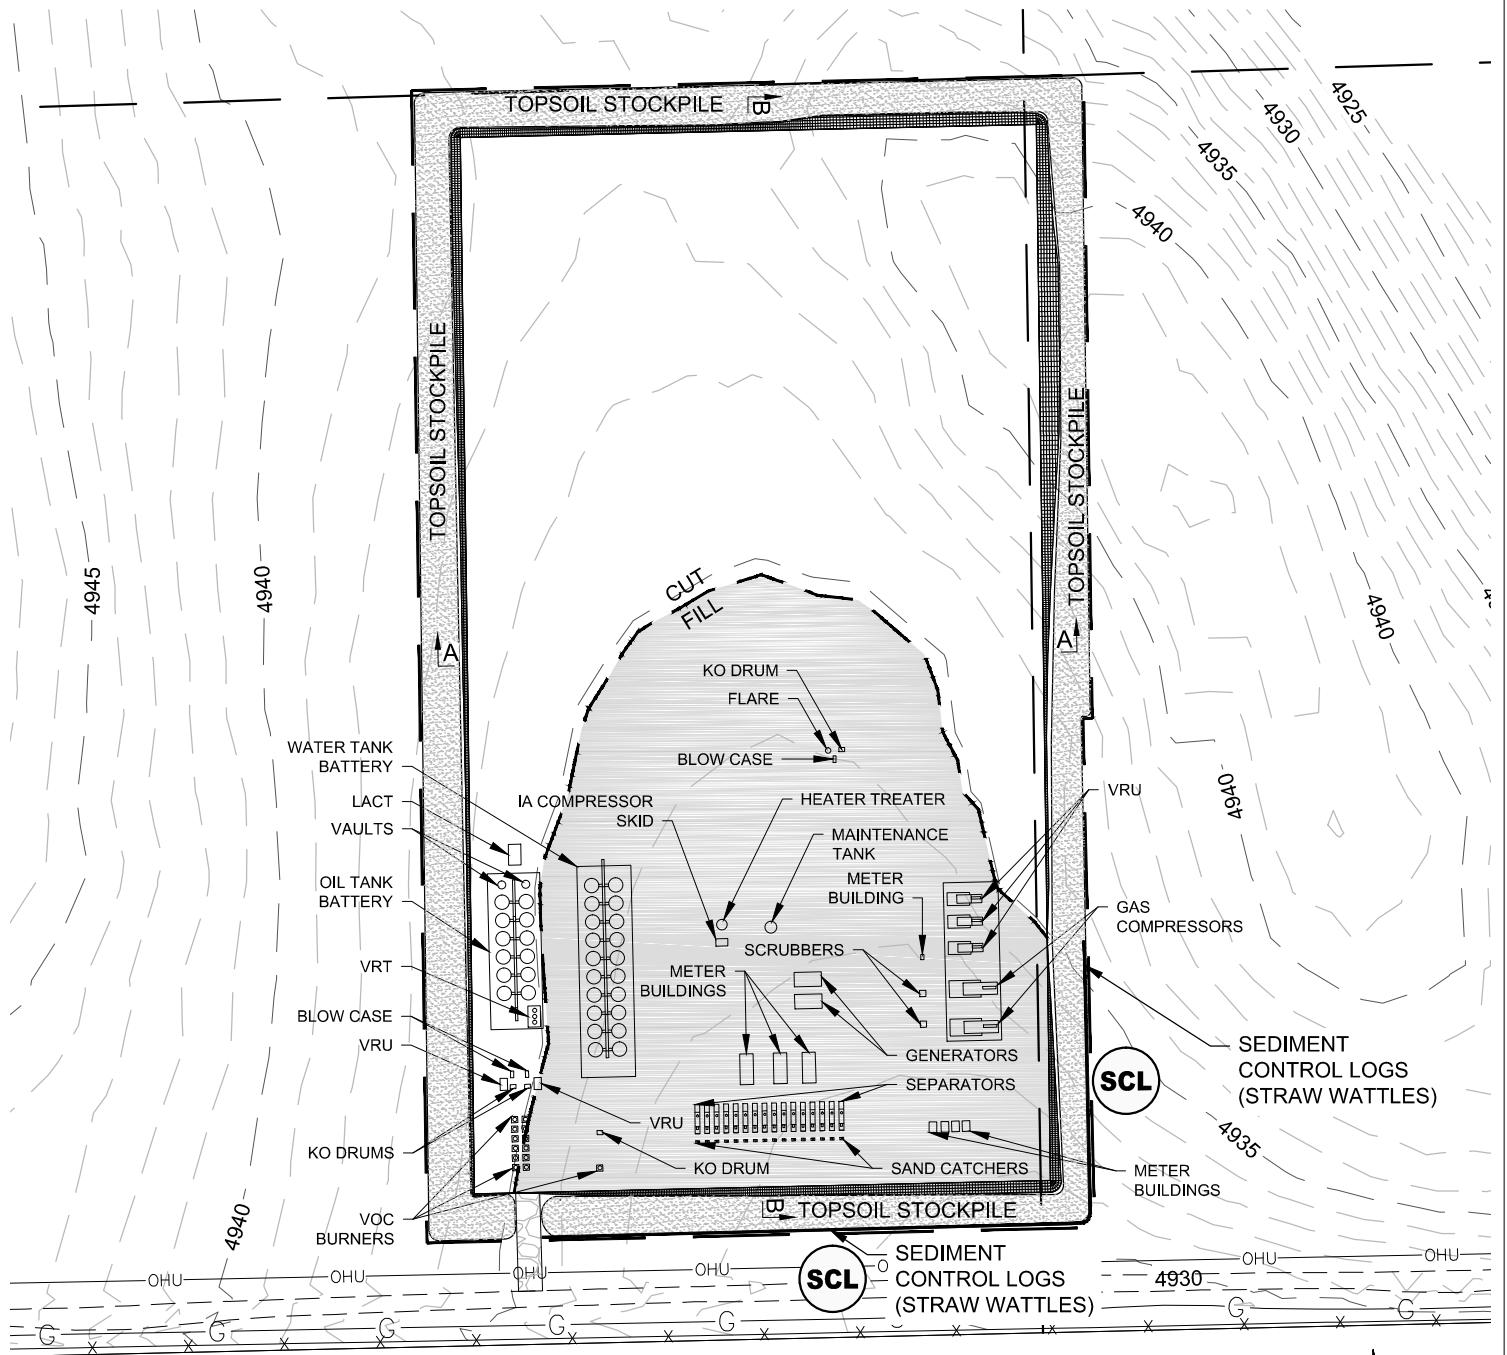 4925
4930
4935
4940
TOPSOIL STOCKPILE
B
TOPSOIL STOCKPILE
TOPSOIL STOCKPILE
4945
4940
CUT
FILL
4940
A
A
KO DRUM
FLARE
BLOW CASE
WATER TANK
BATTERY
LACT
VAULTS
OIL TANK
BATTERY
VRT
BLOW CASE
VRU
KO DRUMS
VOC
BURNERS
IA COMPRESSOR
SKID
HEATER TREATER
MAINTENANCE
TANK
METER
BUILDING
SCRUBBERS
METER
BUILDINGS
GENERATORS
SEPARATORS
VRU
KO DRUM
SAND CATCHERS
VRU
4940
GAS
COMPRESSORS
METER
BUILDINGS
SEDIMENT
CONTROL LOGS
(STRAW WATTLES)
SCL
4935
4940
B
TOPSOIL STOCKPILE
SCL
SEDIMENT
CONTROL LOGS
(STRAW WATTLES)
OHU
OHU
OHU
OHU
O
OHU
OHU
4930
G
G
G
G
G
G
G
X
X
X
X
X
X
X
X
X